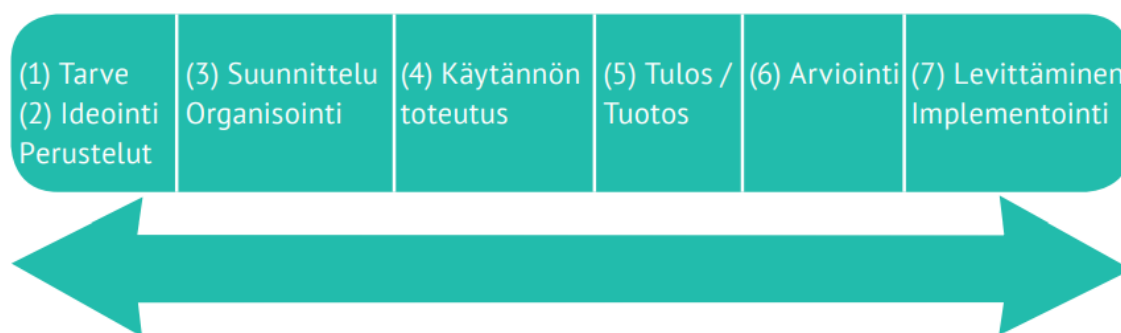 (1) Tarve
(2) Ideointi
Perustelut
(3) Suunnittelu
Organisointi
(4) Käytännön
toteutus
(5) Tulos /
Tuotos
(6) Arviointi
(7) Levittäminen
Implementointi